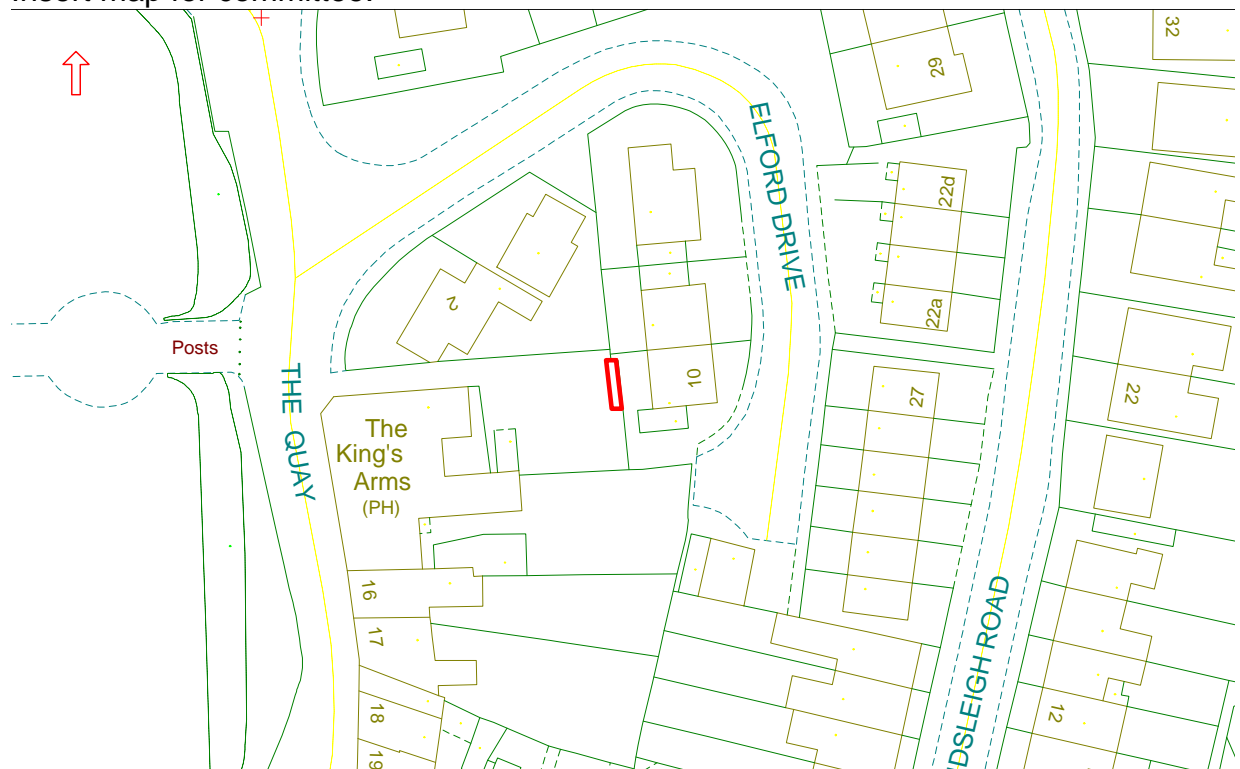 Insert map for committee.
32
29
ELFORD DRIVE
22d
2
22a
Posts
THE QUAY
10
27
22
The
King's
Arms
(PH)
16
17
18
19
DSLEIGH ROAD
12